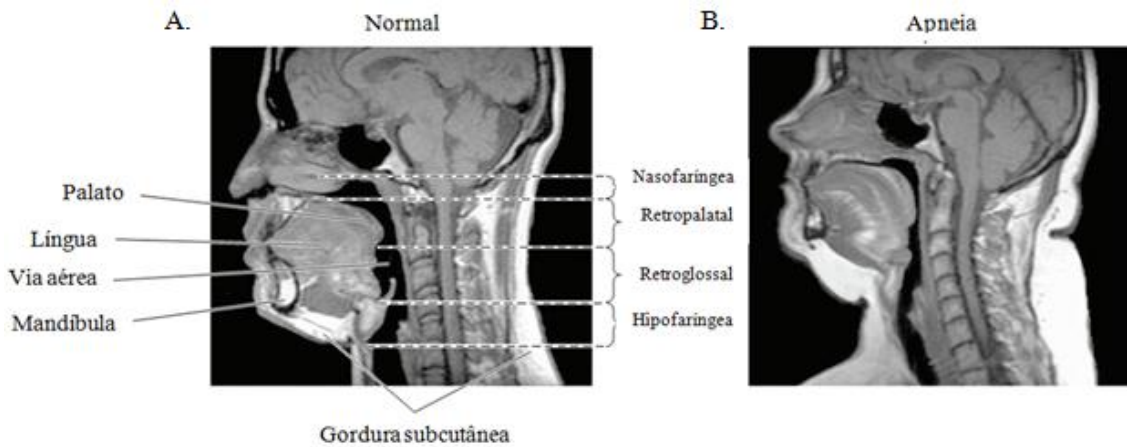 A.
Normal
B.
Apneia
Palato
Língua
Via aérea
Mandíbula
Nasofaríngea
Retropalatal
Retroglossal
Hipofaríngea
Gordura subcutânea